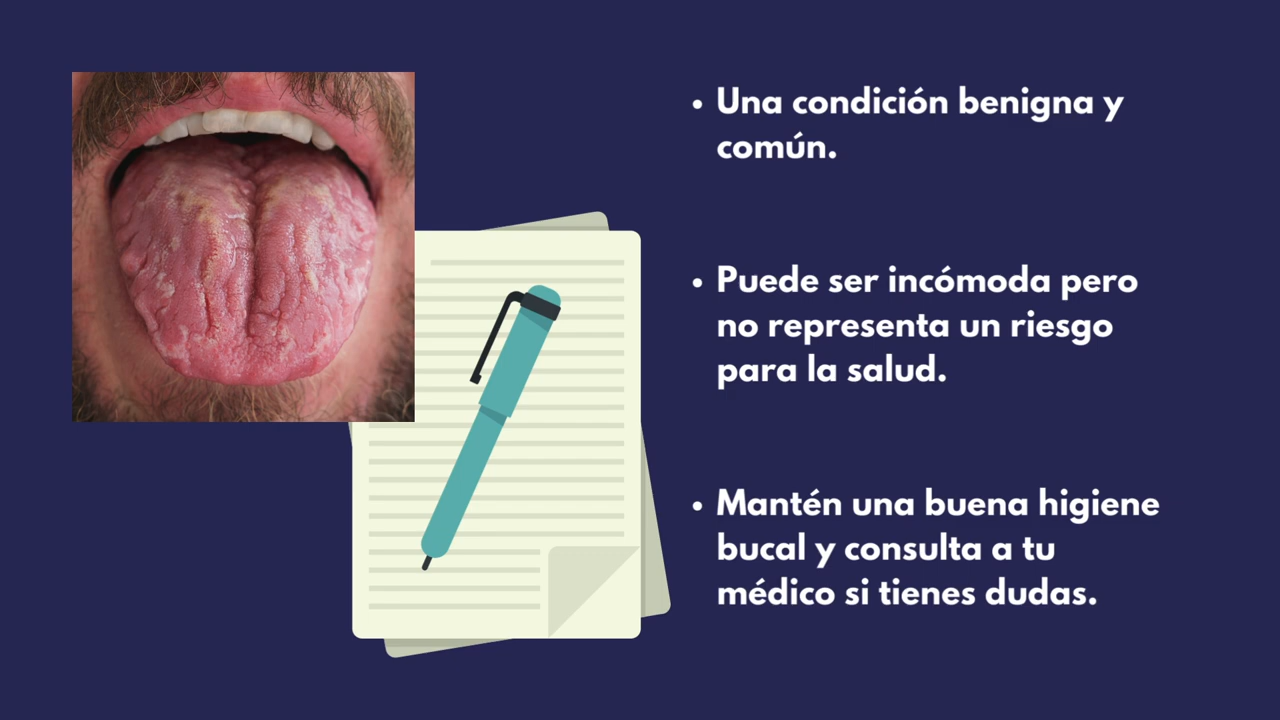 • Una condición benigna y
común.
• Puede ser incómoda pero
no representa un riesgo
para la salud.
• Mantén una buena higiene
bucal y consulta a tu
médico si tienes dudas.